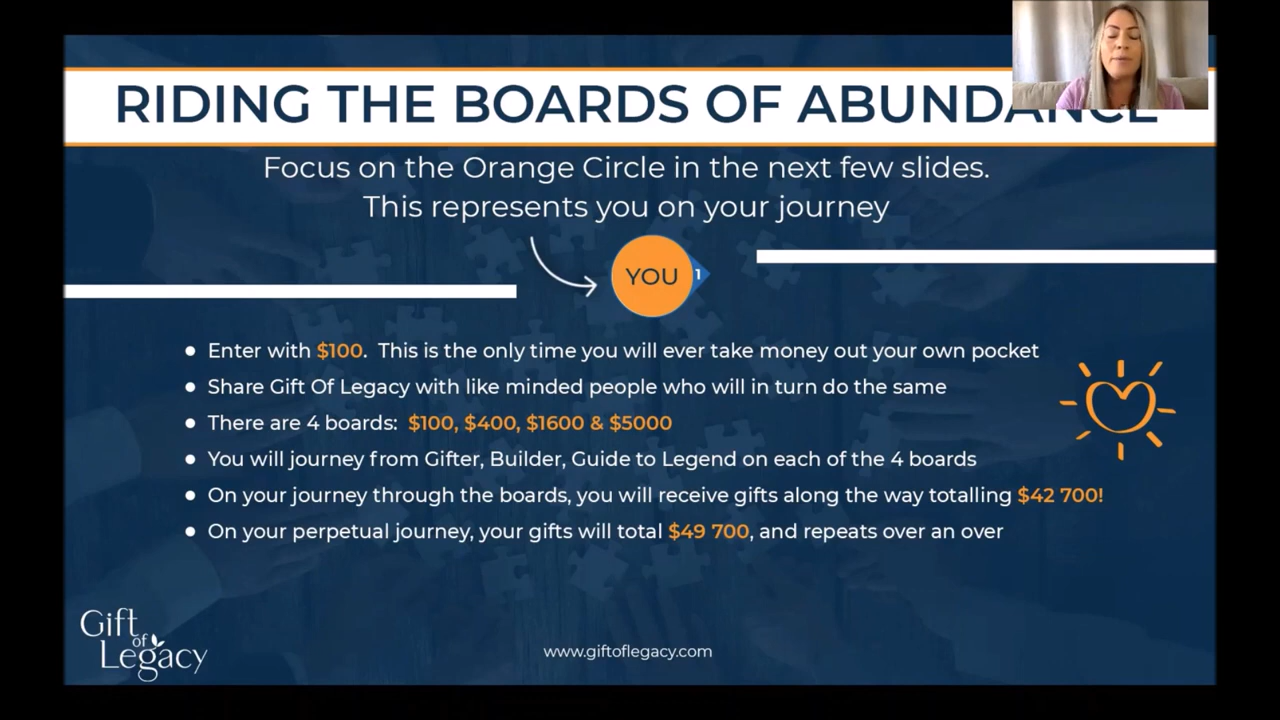 RIDING THE BOARDS OF ABUNDANCE
Focus on the Orange Circle in the next few slides.
This represents you on your journey
YOU
1
Enter with $100. This is the only time you will ever take money out your own pocket
Share Gift Of Legacy with like minded people who will in turn do the same
There are 4 boards: $100, $400, $1600 & $5000
You will journey from Gifter, Builder, Guide to Legend on each of the 4 boards
On your journey through the boards, you will receive gifts along the way totalling $42 700!
On your perpetual journey, your gifts will total $49 700, and repeats over an over
Gift
of
Legacy
www.giftoflegacy.com